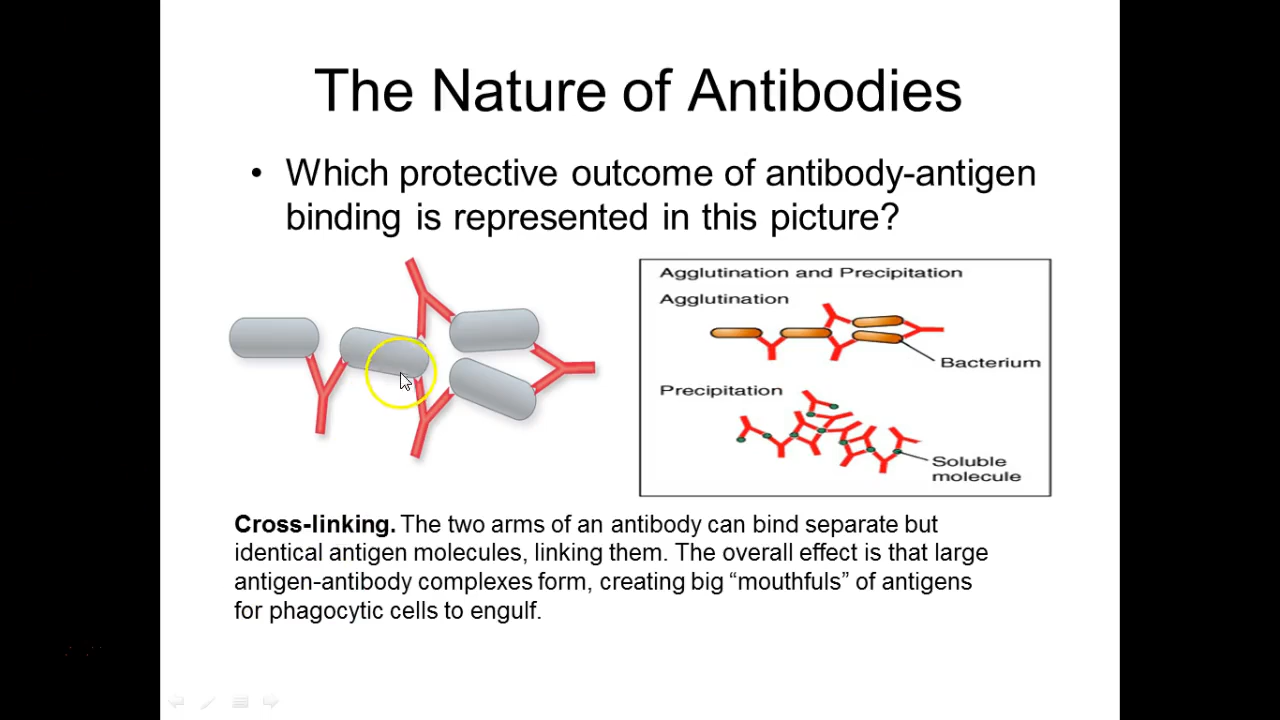 The Nature of Antibodies
• Which protective outcome of antibody-antigen
binding is represented in this picture?
Agglutination and Precipitation
Agglutination
Bacterium
Precipitation
Soluble
molecule
Cross-linking. The two arms of an antibody can bind separate but
identical antigen molecules, linking them. The overall effect is that large
antigen-antibody complexes form, creating big “mouthfuls” of antigens
for phagocytic cells to engulf.